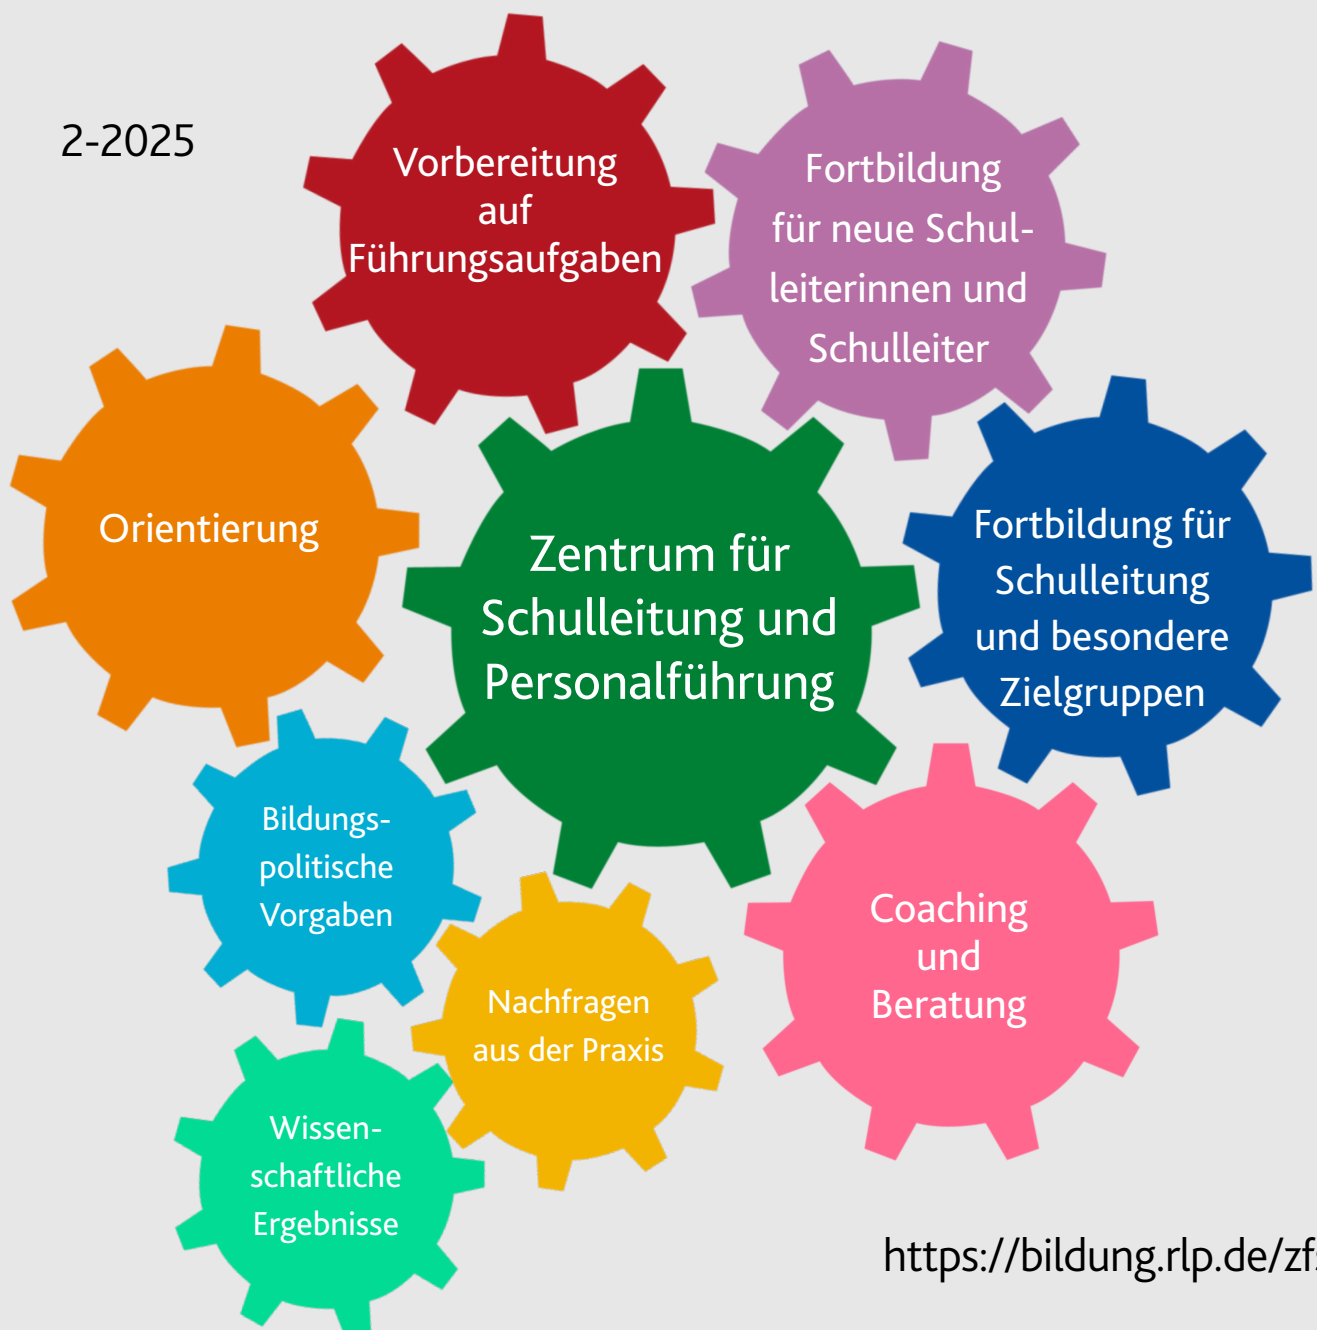 2-2025
Vorbereitung
auf
Führungsaufgaben
Fortbildung
für neue Schul-
leiterinnen und
Schulleiter
Orientierung
Zentrum für
Schulleitung und
Personalführung
Fortbildung für
Schulleitung
und besondere
Zielgruppen
Bildungs-
politische
Vorgaben
Nachfragen
aus der Praxis
Coaching
und
Beratung
Wissen-
schaftliche
Ergebnisse
https://bildung.rlp.de/zf